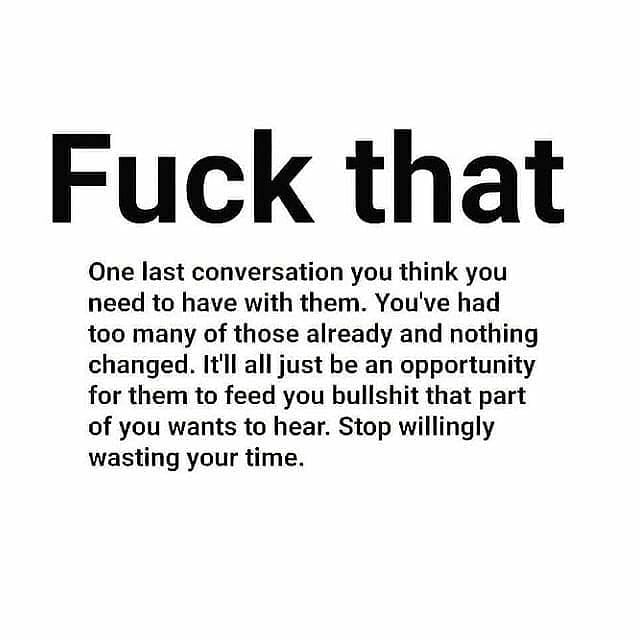 Fuck that
One last conversation you think you
need to have with them. You've had
too many of those already and nothing
changed. It'll all just be an opportunity
for them to feed you bullshit that part
of you wants to hear. Stop willingly
wasting your time.